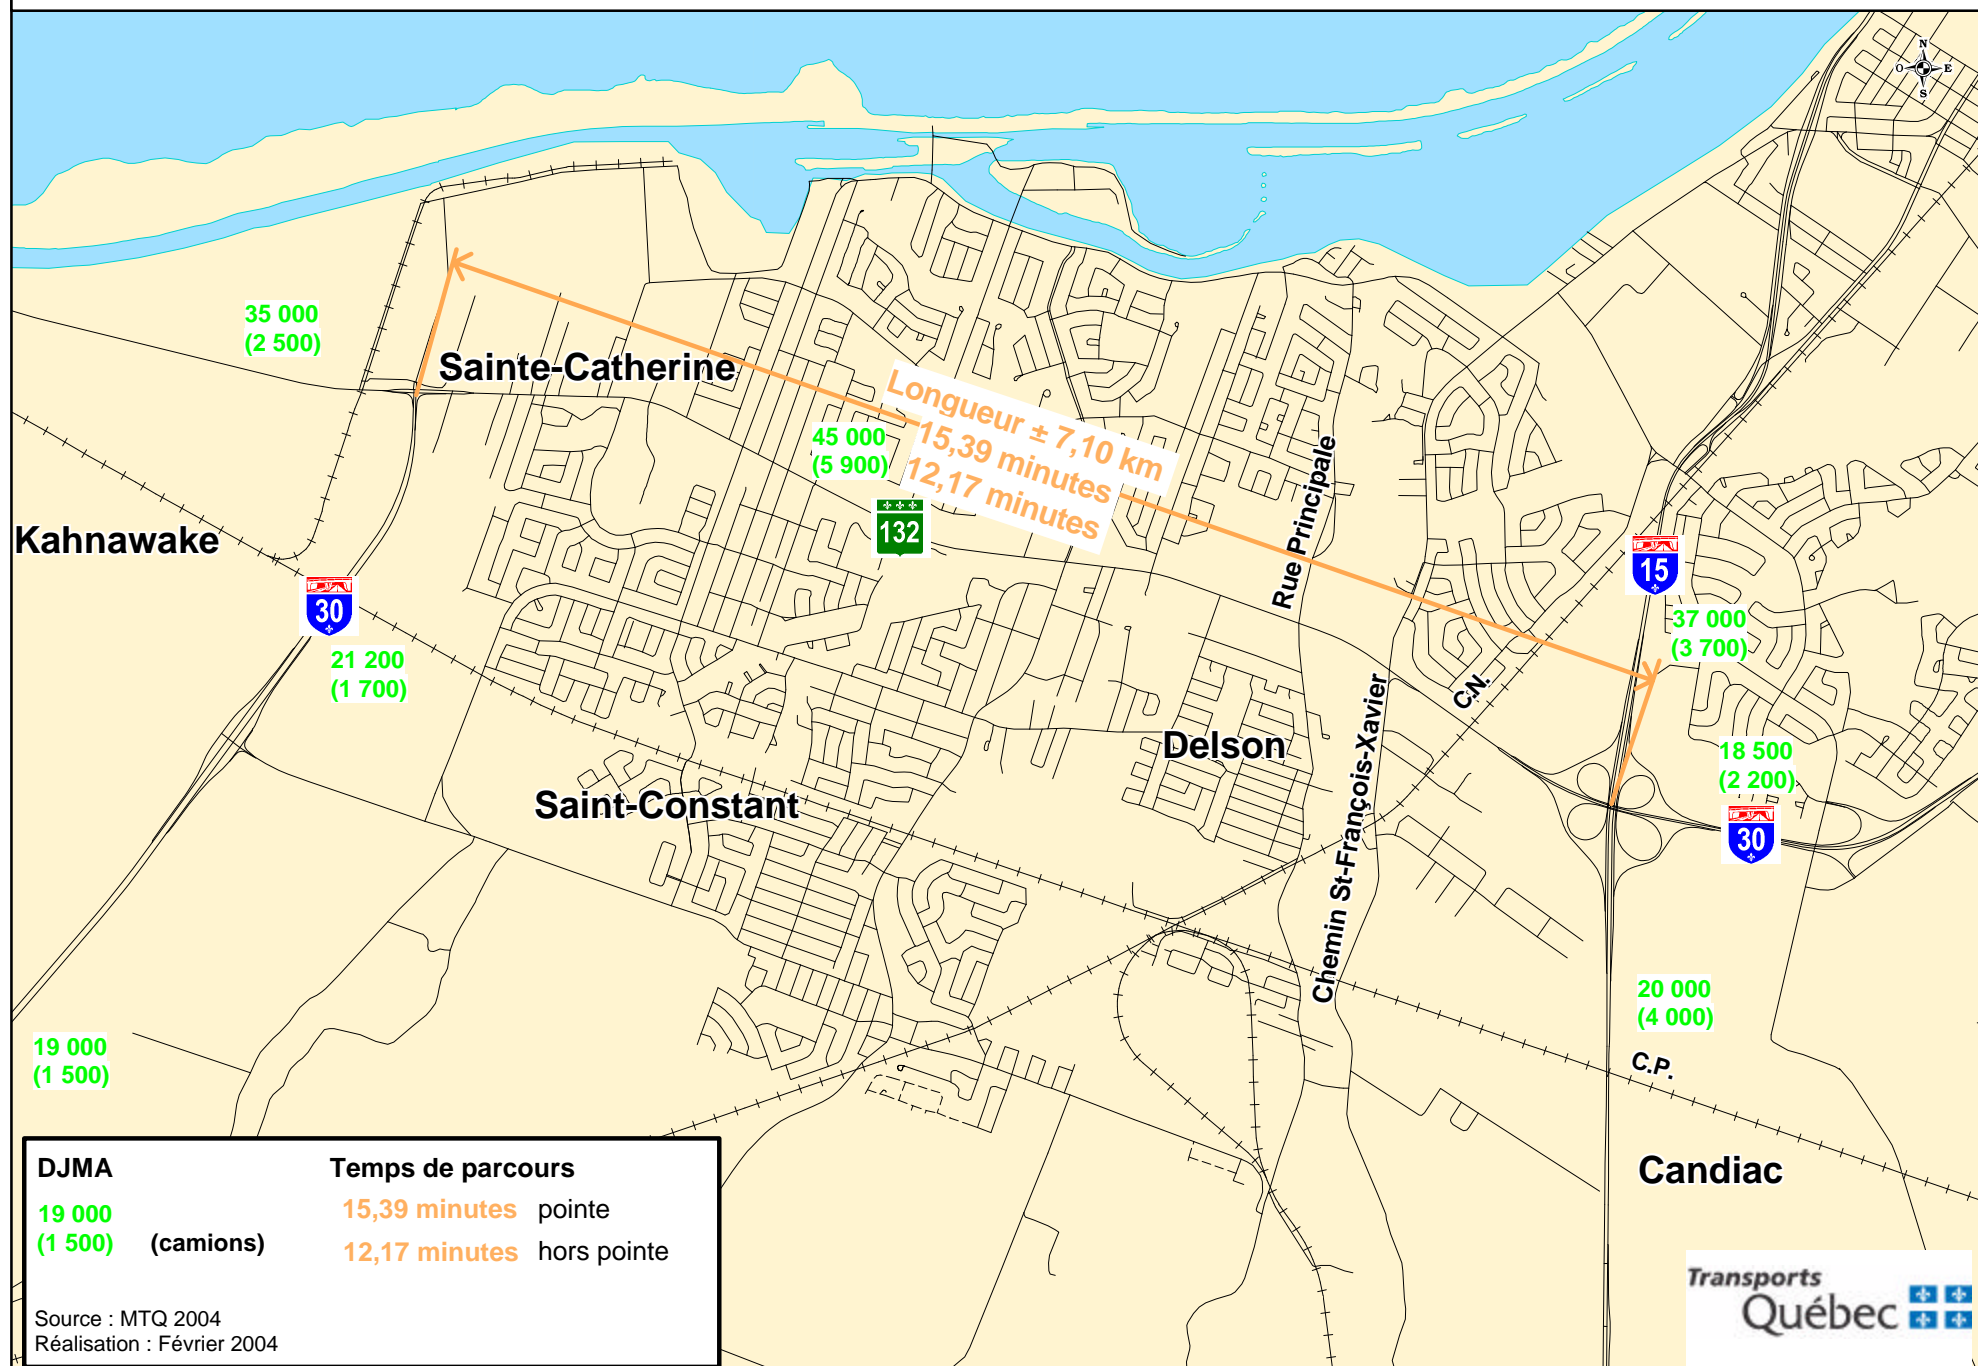 N
O E
S
35 000
(2 500)
Sainte-Catherine
Longueur ± 7,10 km
15,39 minutes
12,17 minutes
45 000
(5 900)
132
Rue Principale
Kahnawake
30
21 200
(1 700)
15
37 000
(3 700)
C.N.
Delson
Chemin St-François-Xavier
18 500
(2 200)
30
Saint-Constant
20 000
(4 000)
C.P.
19 000
(1 500)
Candiac
DJMA
19 000
(1 500) (camions)
Temps de parcours
15,39 minutes pointe
12,17 minutes hors pointe
Source : MTQ 2004
Réalisation : Février 2004
Transports
Québec